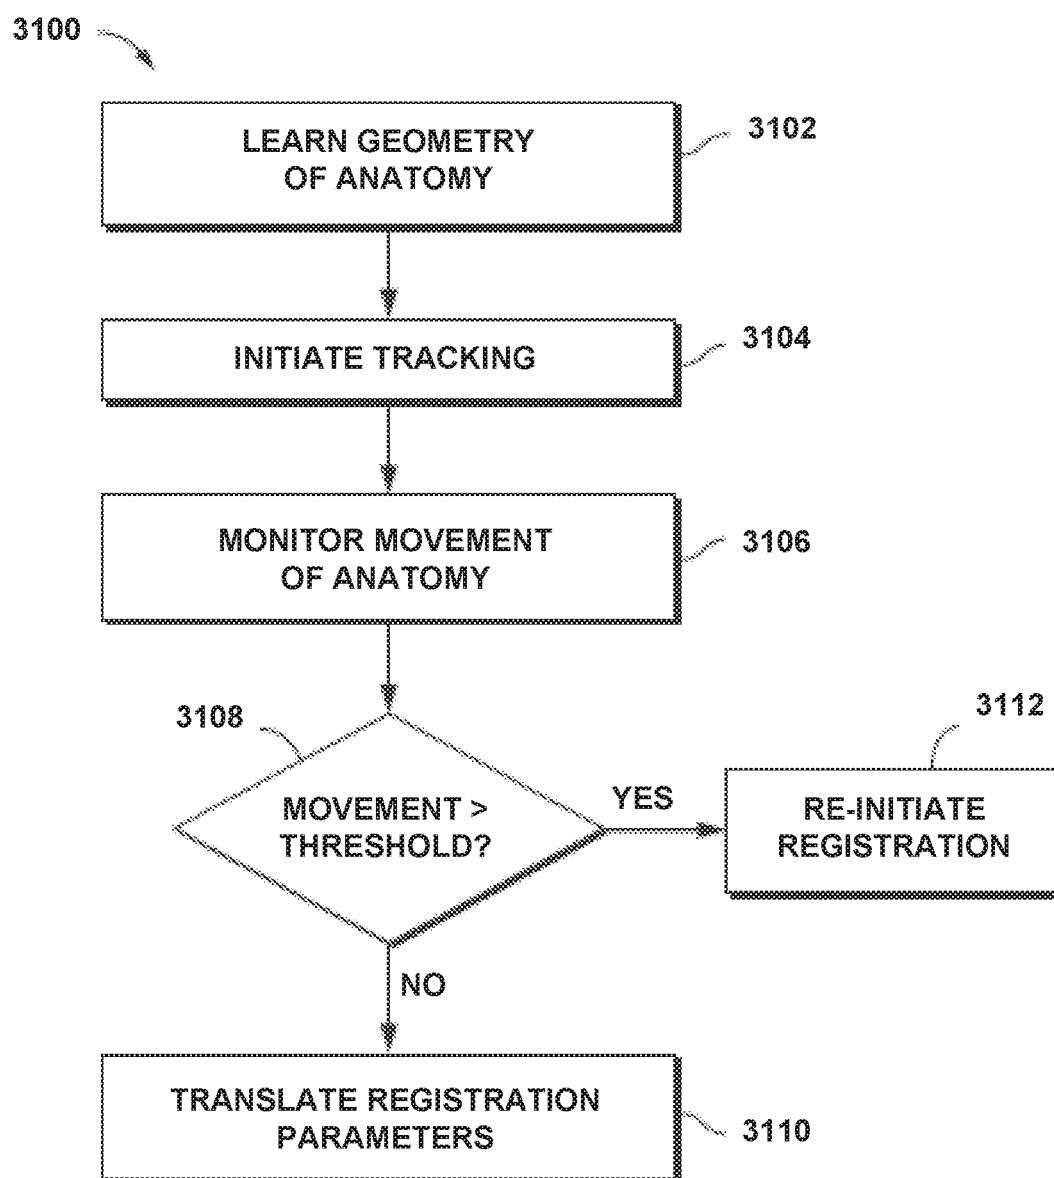 3100
LEARN GEOMETRY
OF ANATOMY
3102
INITIATE TRACKING
3104
MONITOR MOVEMENT
OF ANATOMY
3106
3108
MOVEMENT >
THRESHOLD?
YES
3112
RE-INITIATE
REGISTRATION
NO
TRANSLATE REGISTRATION
PARAMETERS
3110